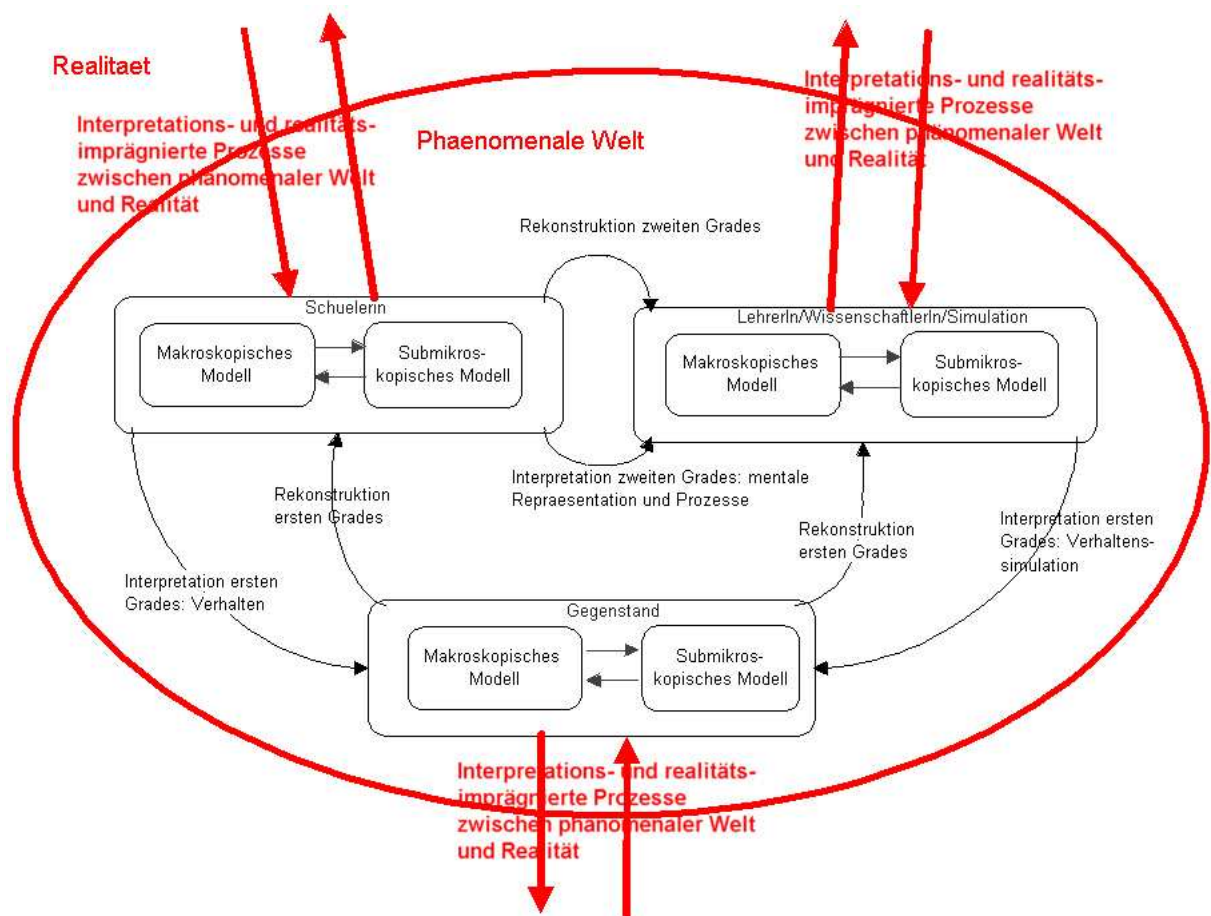 Realitaet
Interpretations- und realitäts-
imprägnierte Prozesse
zwischen phänomenaler Welt
und Realität
Phaenomenale Welt
Interpretations- und realitäts-
imprägnierte Prozesse
zwischen phänomenaler Welt
und Realität
Rekonstruktion zweiten Grades
Schuelerin
Makroskopisches
Modell
Submikros-
kopisches Modell
LehrerIn/WissenschaftlerIn/Simulation
Makroskopisches
Modell
Submikros-
kopisches Modell
Interpretation zweiten Grades: mentale
Repraesentation und Prozesse
Rekonstruktion
ersten Grades
Rekonstruktion
ersten Grades
Interpretation ersten
Grades: Verhaltens-
simulation
Interpretation ersten
Grades: Verhalten
Gegenstand
Makroskopisches
Modell
Submikros-
kopisches Modell
Interpretations- und realitäts-
imprägnierte Prozesse
zwischen phänomenaler Welt
und Realität